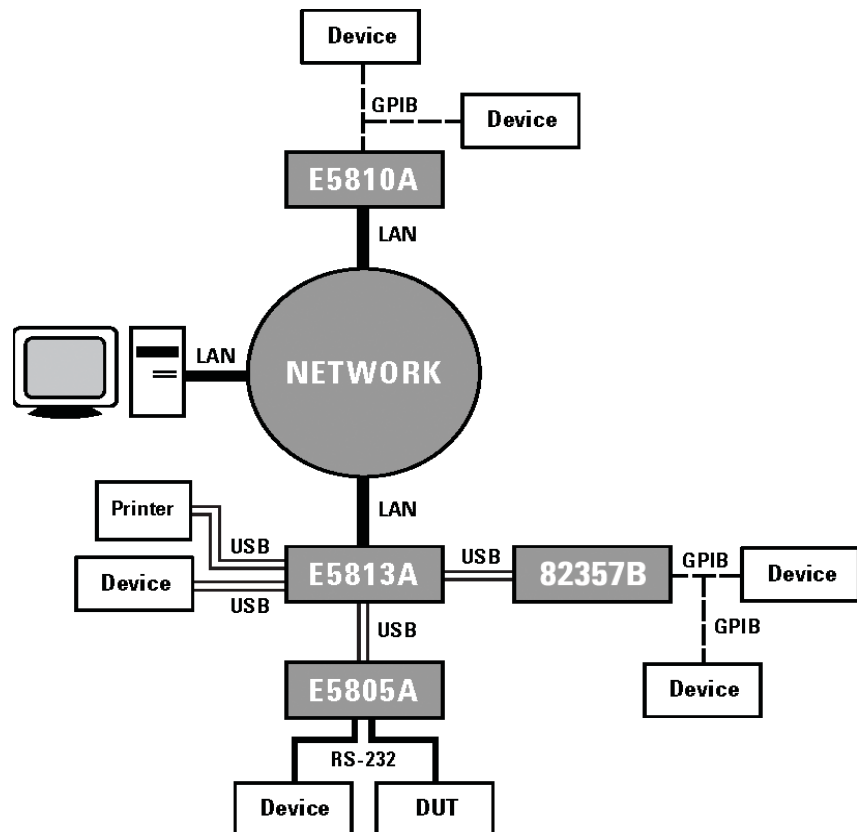 Device
GPIB
Device
E5810A
LAN
NETWORK
LAN
LAN
Printer
USB
E5813A
USB
82357B
GPIB
Device
Device
USB
GPIB
USB
E5805A
Device
RS-232
Device
DUT